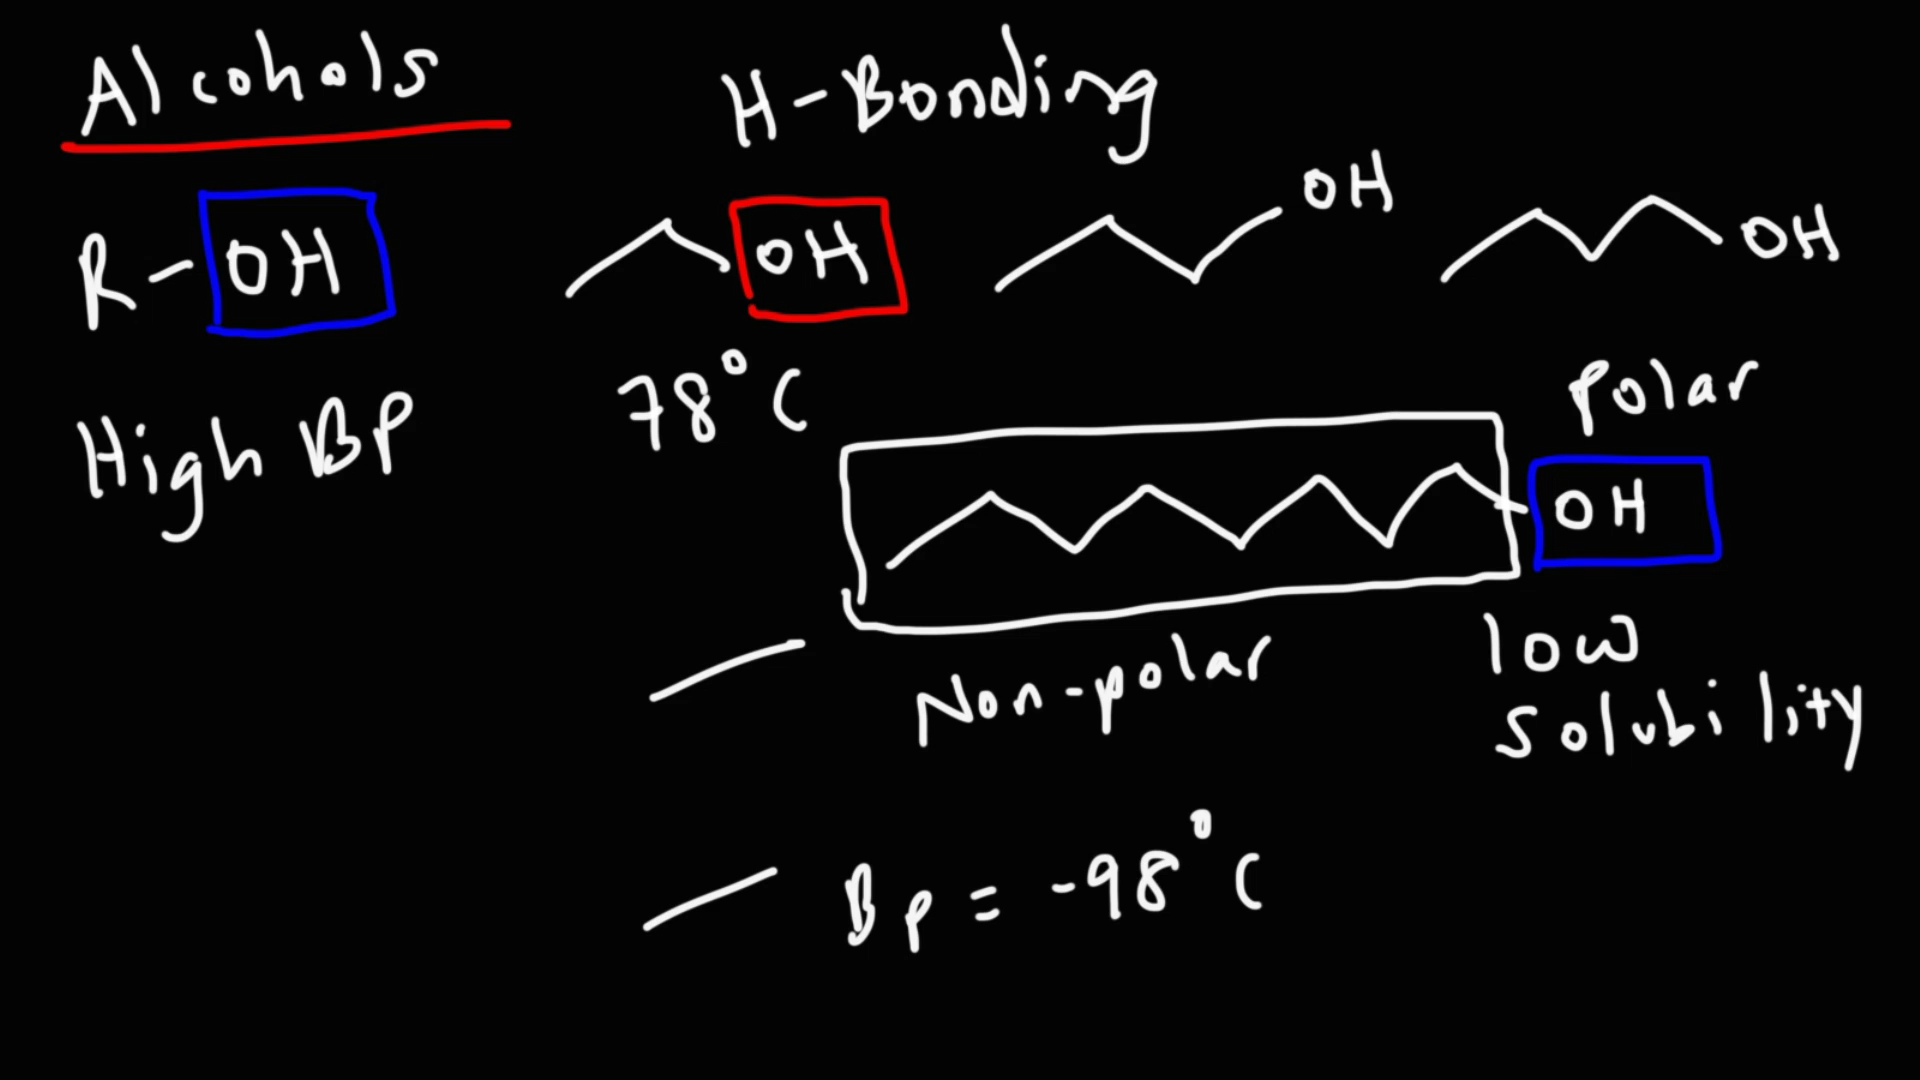 Alcohols
H-Bonding
R-OH
OH
OH
OH
High BP
78°C
Polar
OH
Non-polar
low
solubility
Bp = -98°C